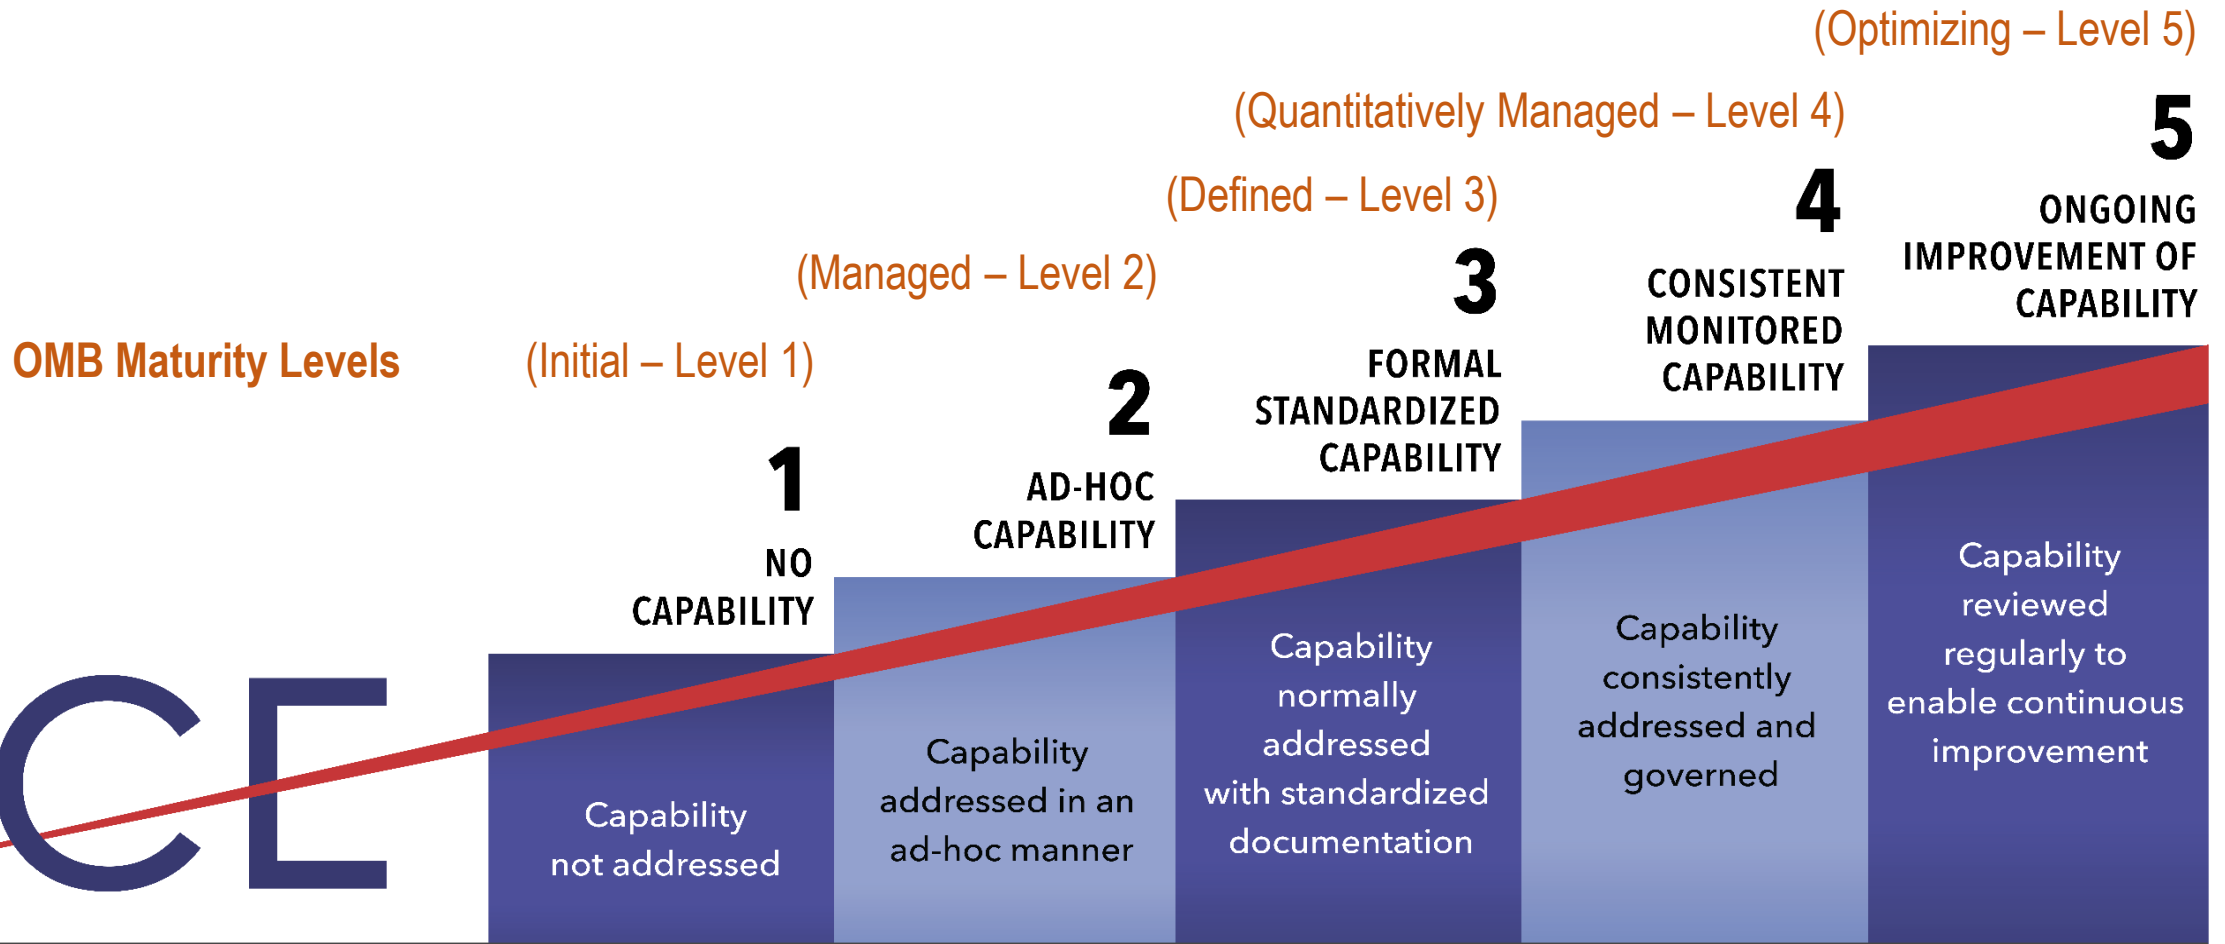 OMB Maturity Levels
CE
(Initial – Level 1)
1
NO
CAPABILITY
Capability
not addressed
(Managed – Level 2)
2
AD-HOC
CAPABILITY
Capability
addressed in an
ad-hoc manner
(Defined – Level 3)
3
FORMAL
STANDARDIZED
CAPABILITY
Capability
normally
addressed
with standardized
documentation
(Quantitatively Managed – Level 4)
4
CONSISTENT
MONITORED
CAPABILITY
Capability
consistently
addressed and
governed
(Optimizing – Level 5)
5
ONGOING
IMPROVEMENT OF
CAPABILITY
Capability
reviewed
regularly to
enable continuous
improvement